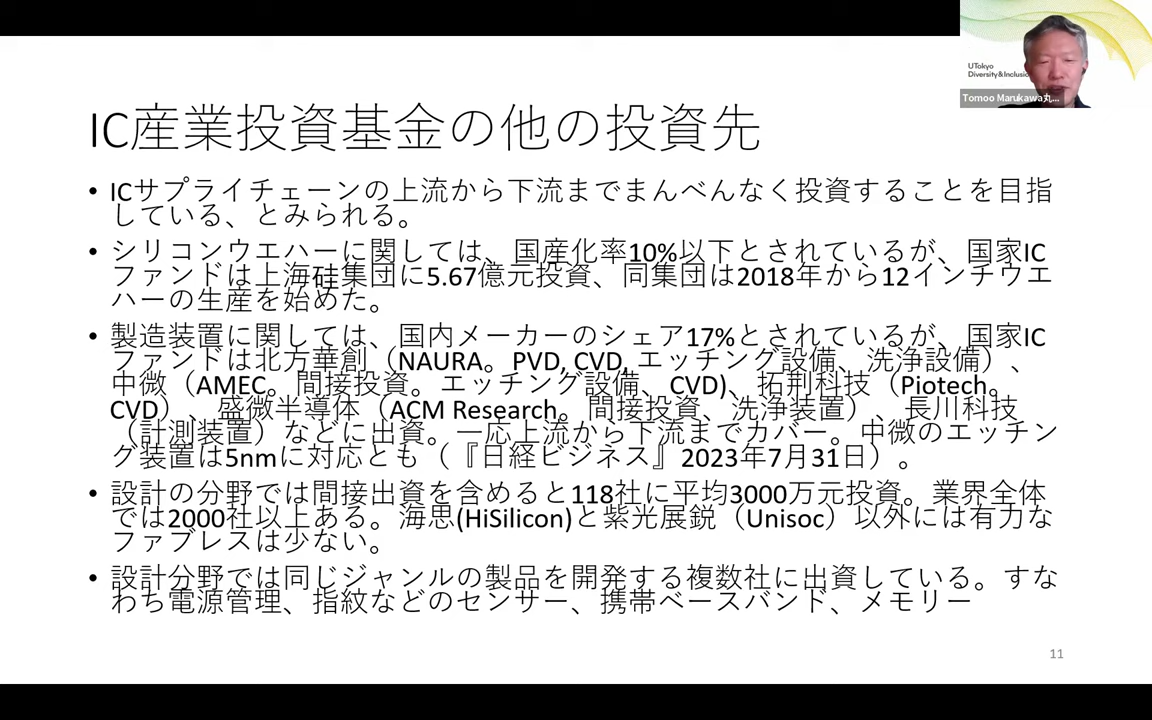 UTokyo
Diversity&Inclusio
Tomoo Marukawa丸...
IC産業投資基金の他の投資先
• ICサプライチェーンの上流から下流までまんべんなく投資することを目指
している、とみられる。
• シリコンウエハーに関しては、国産化率10%以下とされているが、国家IC
ファンドは上海硅集団に5.67億元投資、同集団は2018年から12インチウエ
ハーの生産を始めた。
• 製造装置に関しては、国内メーカーのシェア17%とされているが、国家IC
ファンドは北方華創（NAURA。PVD, CVD, エッチング設備、洗浄設備）、
中微（AMEC。間接投資。エッチング設備、CVD)、拓荆科技（Piotech。
CVD）、盛微半導体（ACM Research。間接投資、洗浄装置）、長川科技
（計測装置）などに出資。一応上流から下流までカバー。中微のエッチン
グ装置は5nmに対応とも（『日経ビジネス』2023年7月31日）。
• 設計の分野では間接出資を含めると118社に平均3000万元投資。業界全体
では2000社以上ある。海思(HiSilicon)と紫光展鋭（Unisoc）以外には有力な
ファブレスは少ない。
• 設計分野では同じジャンルの製品を開発する複数社に出資している。すな
わち電源管理、指紋などのセンサー、携帯ベースバンド、メモリー
11